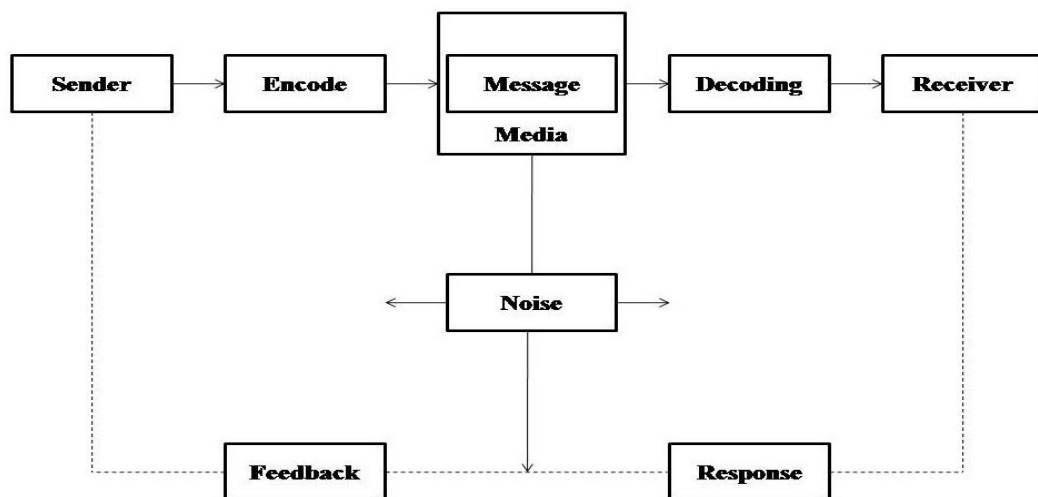 Sender
Encode
Message
Media
Decoding
Receiver
Noise
Feedback
Response